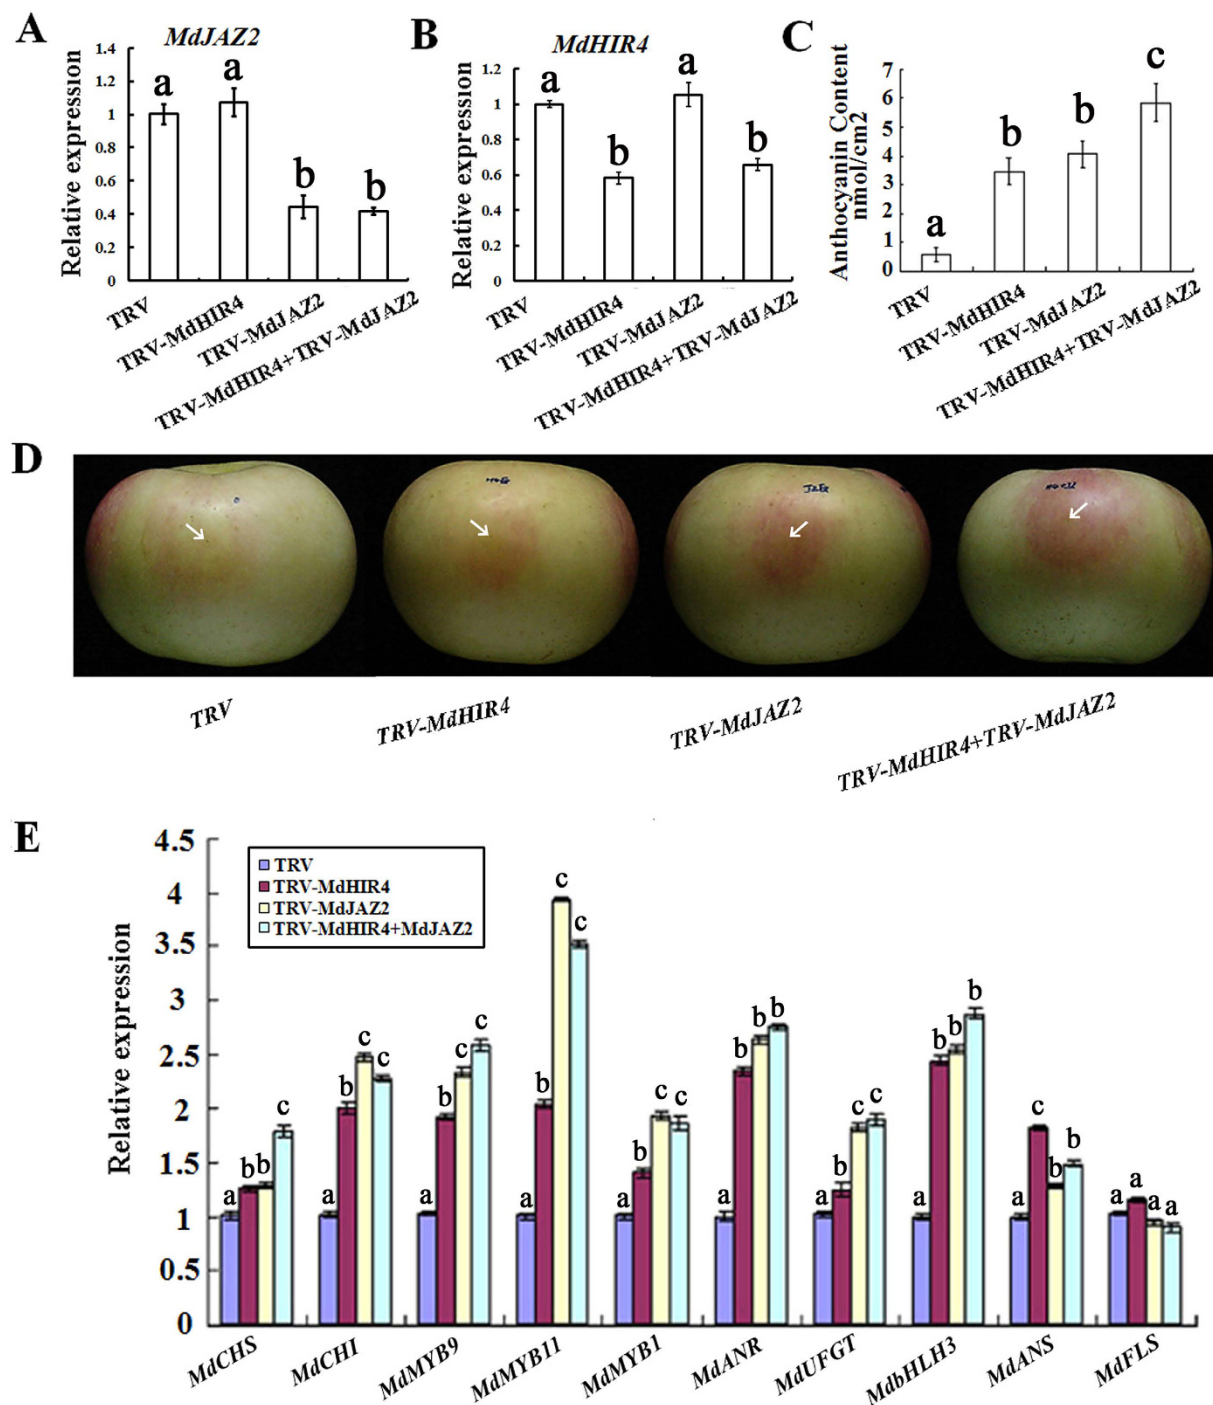 A
MdJAZ2
Relative expression
1.4
1.2
1
0.8
0.6
0.4
0.2
0
a
a
b
b
TRV
TRV-MdHIR4
TRV-MdJAZ2
TRV-MdHIR4+TRV-MdJAZ2
B
MdHIR4
Relative expression
1.2
1
0.8
0.6
0.4
0.2
0
a
b
a
b
TRV
TRV-MdHIR4
TRV-MdJAZ2
TRV-MdHIR4+TRV-MdJAZ2
C
Anthocyanin Content
nmol/cm2
7
6
5
4
3
2
1
0
a
b
b
c
TRV
TRV-MdHIR4
TRV-MdJAZ2
TRV-MdHIR4+TRV-MdJAZ2
D
TRV
TRV-MdHIR4
TRV-MdJAZ2
TRV-MdHIR4+TRV-MdJAZ2
E
Relative expression
4.5
4
3.5
3
2.5
2
1.5
1
0.5
0
TRV
TRV-MdHIR4
TRV-MdJAZ2
TRV-MdHIR4+MdJAZ2
a b b c
a b c c
a b c c
a b c c
a b c c
a b b b
a b c c
a b b b
a c b b
a a a a
MdCHS
MdCHI
MdMYB9
MdMYB11
MdMYB1
MdANR
MdUFGT
MdbHLH3
MdANS
MdFLS